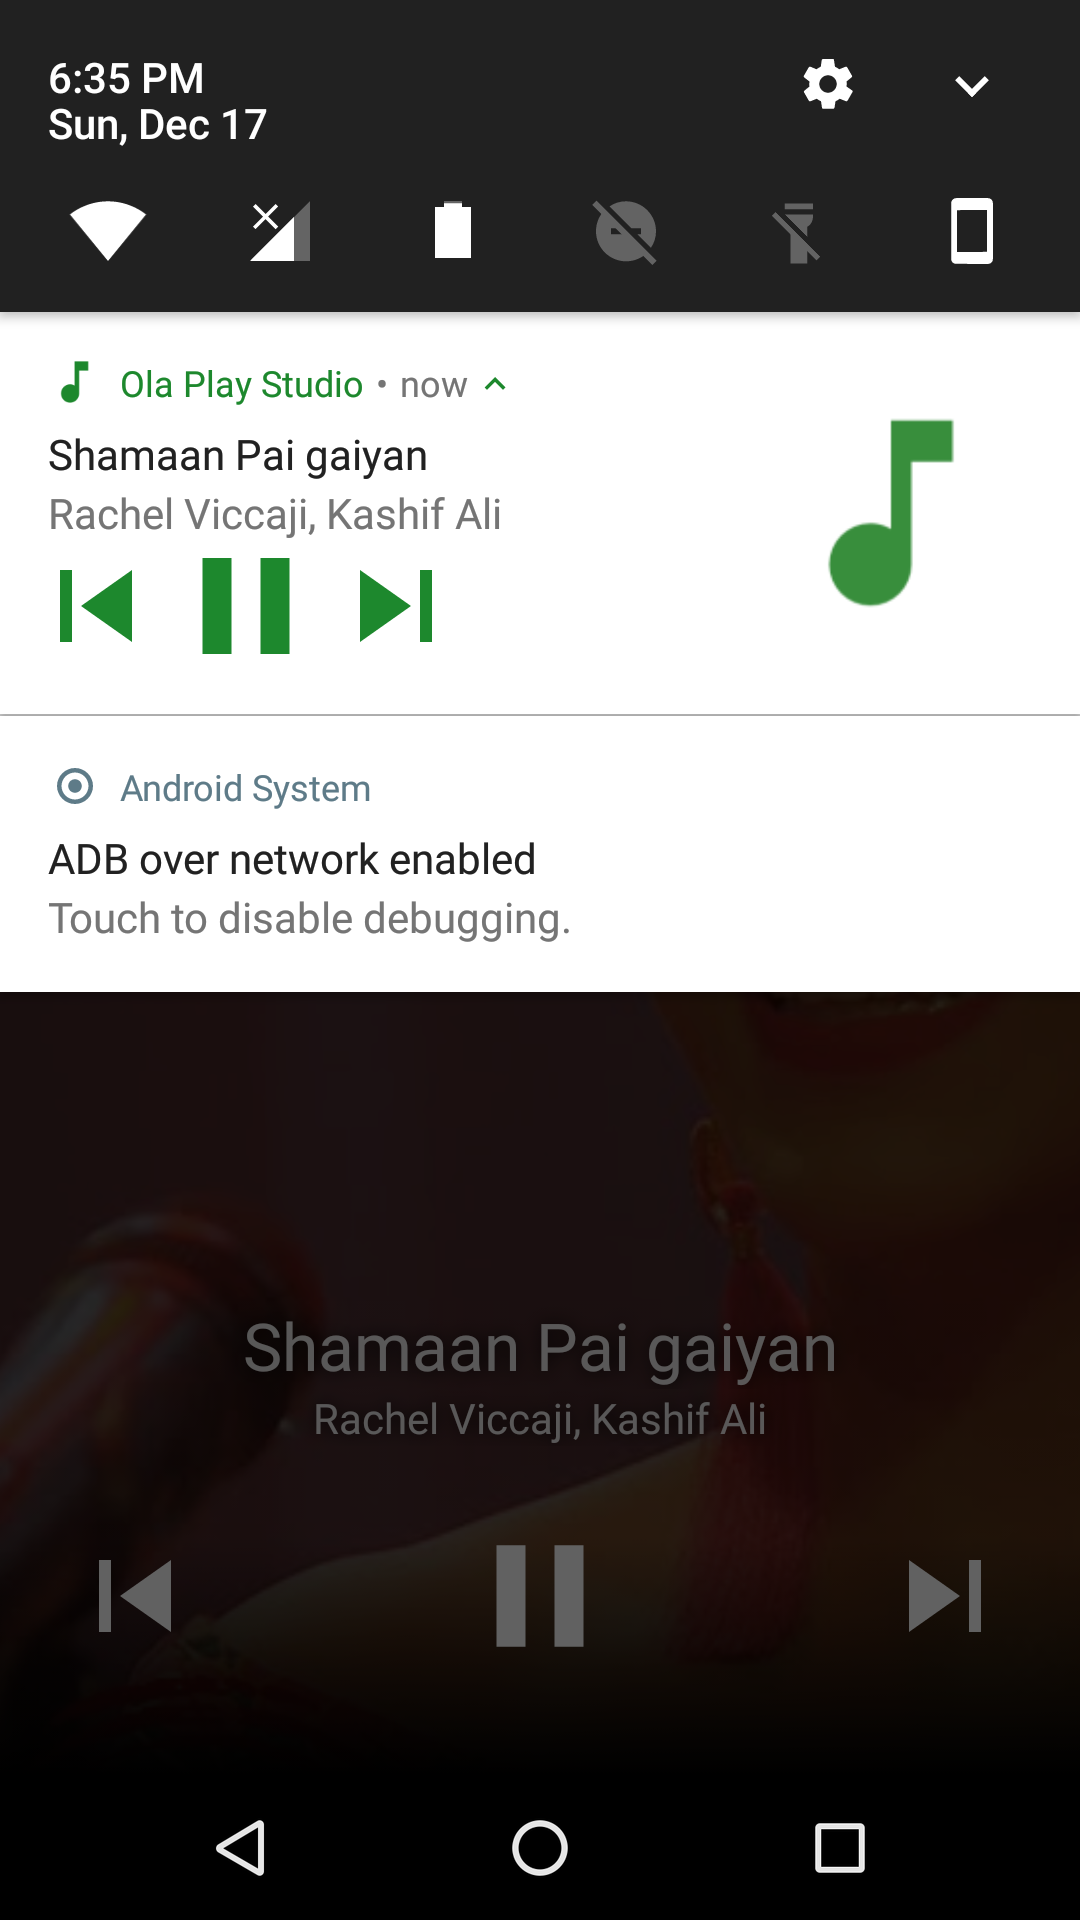 6:35 PM
Sun, Dec 17
Ola Play Studio • now
Shamaan Pai gaiyan
Rachel Viccaji, Kashif Ali
Android System
ADB over network enabled
Touch to disable debugging.
Shamaan Pai gaiyan
Rachel Viccaji, Kashif Ali